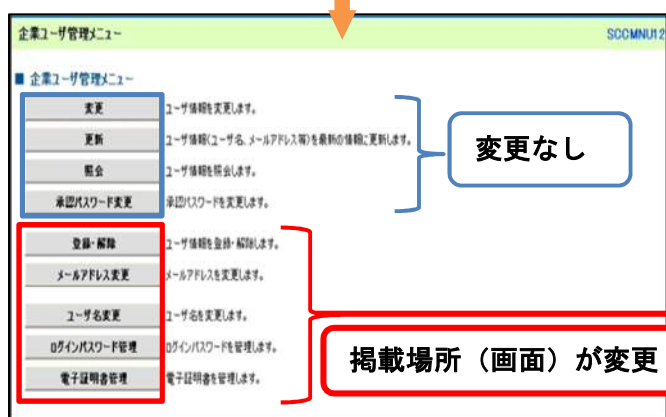 企業ユーザ管理メニュー SCCMNU12
■ 企業ユーザ管理メニュー
変更 ユーザ情報を変更します。
更新 ユーザ情報(ユーザ名、メールアドレス等)を最新の情報に更新します。
照会 ユーザ情報を照会します。
承認パスワード変更 承認パスワードを変更します。
変更なし
登録・解除 ユーザ情報を登録・解除します。
メールアドレス変更 メールアドレスを変更します。
ユーザ名変更 ユーザ名を変更します。
ログインパスワード管理 ログインパスワードを管理します。
電子証明書管理 電子証明書を管理します。
掲載場所（画面）が変更